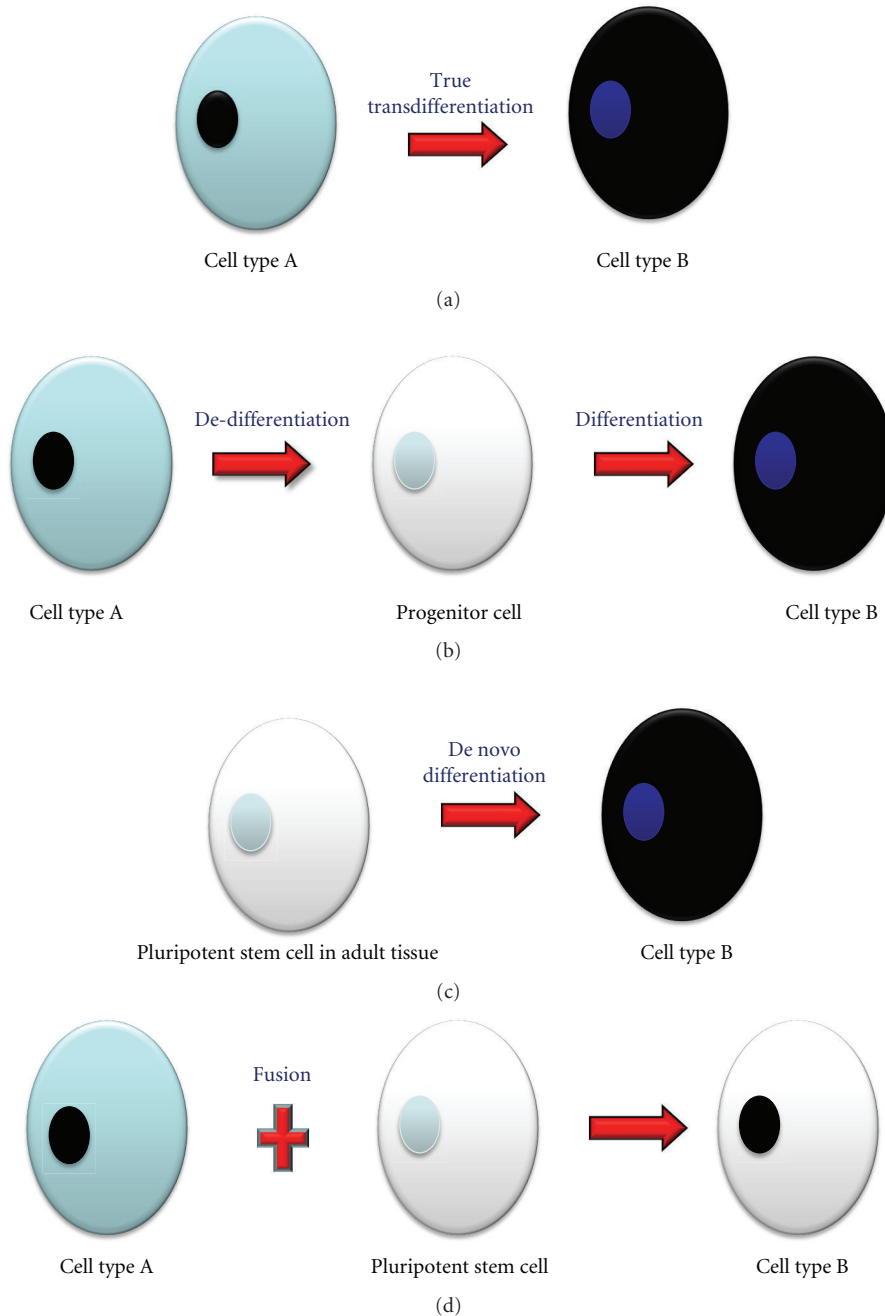 True
transdifferentiation
Cell type A
Cell type B
(a)
De-differentiation
Differentiation
Cell type A
Progenitor cell
Cell type B
(b)
De novo
differentiation
Pluripotent stem cell in adult tissue
Cell type B
(c)
Fusion
Cell type A
Pluripotent stem cell
Cell type B
(d)